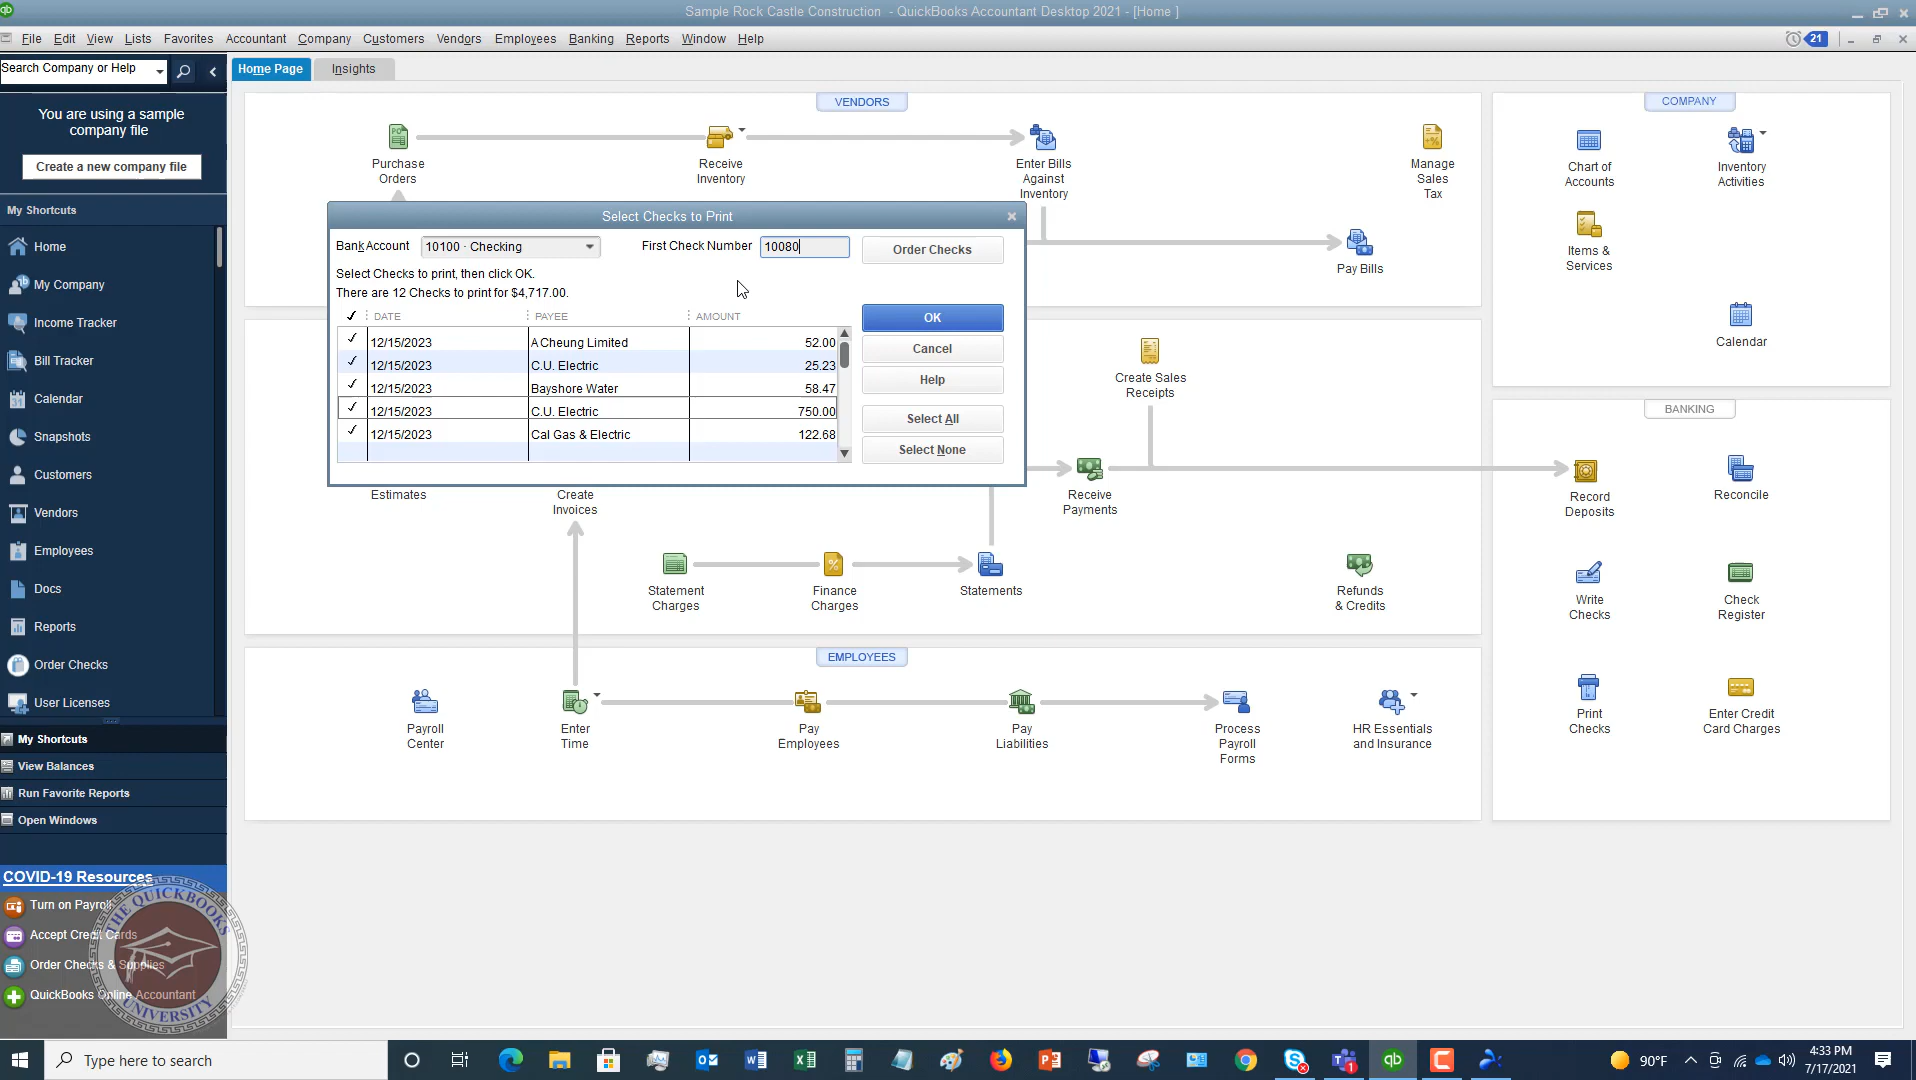 Sample Rock Castle Construction - QuickBooks Accountant Desktop 2021 - [Home ]
File Edit View Lists Favorites Accountant Company Customers Vendors Employees Banking Reports Window Help
21
Search Company or Help
Home Page Insights
You are using a sample
company file
Create a new company file
My Shortcuts
Home
My Company
Income Tracker
Bill Tracker
Calendar
Snapshots
Customers
Vendors
Employees
Docs
Reports
Order Checks
User Licenses
My Shortcuts
View Balances
Run Favorite Reports
Open Windows
COVID-19 Resources
Turn on Payroll
Accept Credit Cards
Order Checks & Supplies
QuickBooks Online Accountant
THE QUICKBOOKS
UNIVERSITY
VENDORS
Purchase
Orders
Receive
Inventory
Enter Bills
Against
Inventory
Manage
Sales
Tax
Pay Bills
Select Checks to Print
Bank Account 10100 · Checking First Check Number 10080 Order Checks
Select Checks to print, then click OK.
There are 12 Checks to print for $4,717.00.
DATE PAYEE AMOUNT
12/15/2023 A Cheung Limited 52.00
12/15/2023 C.U. Electric 25.23
12/15/2023 Bayshore Water 58.47
12/15/2023 C.U. Electric 750.00
12/15/2023 Cal Gas & Electric 122.68
OK
Cancel
Help
Select All
Select None
Create Sales
Receipts
Estimates
Create
Invoices
Receive
Payments
Statement
Charges
Finance
Charges
Statements
Refunds
& Credits
EMPLOYEES
Payroll
Center
Enter
Time
Pay
Employees
Pay
Liabilities
Process
Payroll
Forms
HR Essentials
and Insurance
COMPANY
Chart of
Accounts
Inventory
Activities
Items &
Services
Calendar
BANKING
Record
Deposits
Reconcile
Write
Checks
Check
Register
Print
Checks
Enter Credit
Card Charges
Type here to search
90°F
4:33 PM
7/17/2021